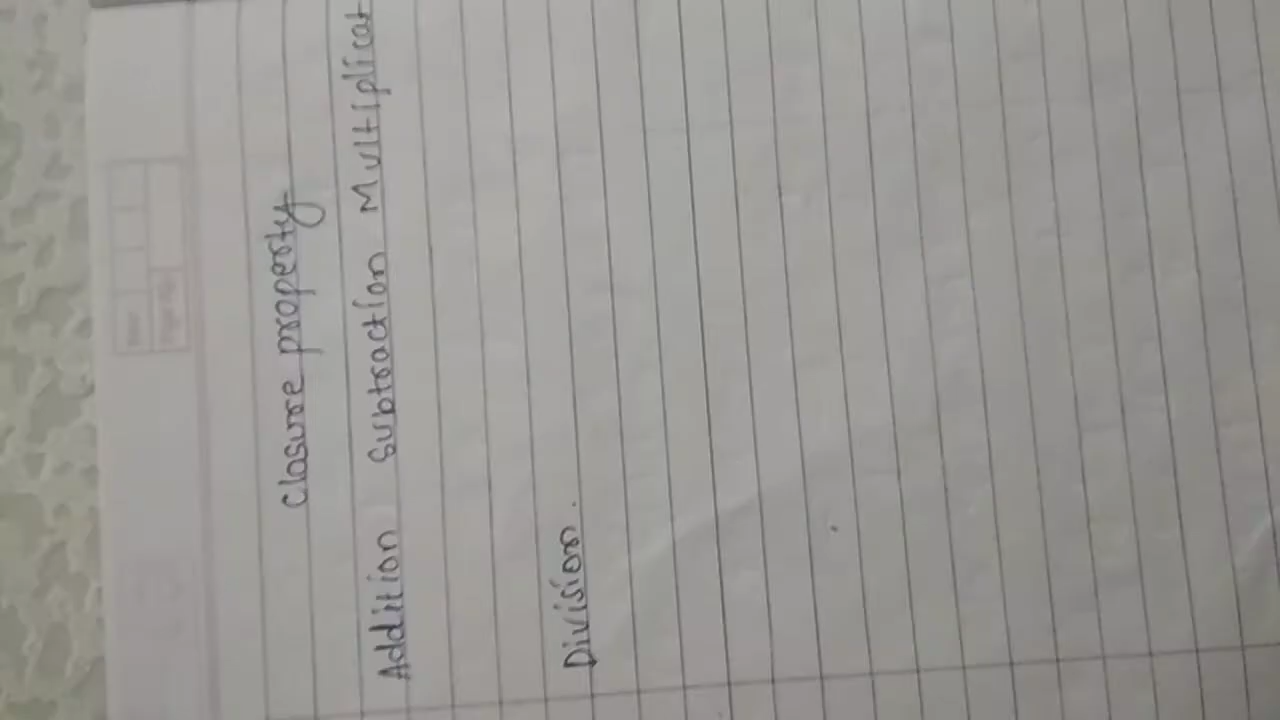 closure property
Addition subtraction Multiplicat
Division.